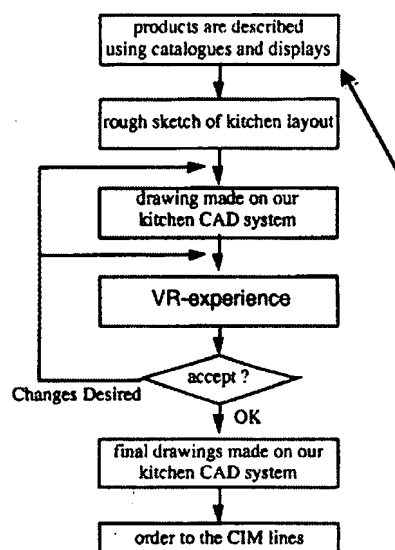 products are described
using catalogues and displays
rough sketch of kitchen layout
drawing made on our
kitchen CAD system
VR-experience
accept ?
Changes Desired
OK
final drawings made on our
kitchen CAD system
order to the CIM lines